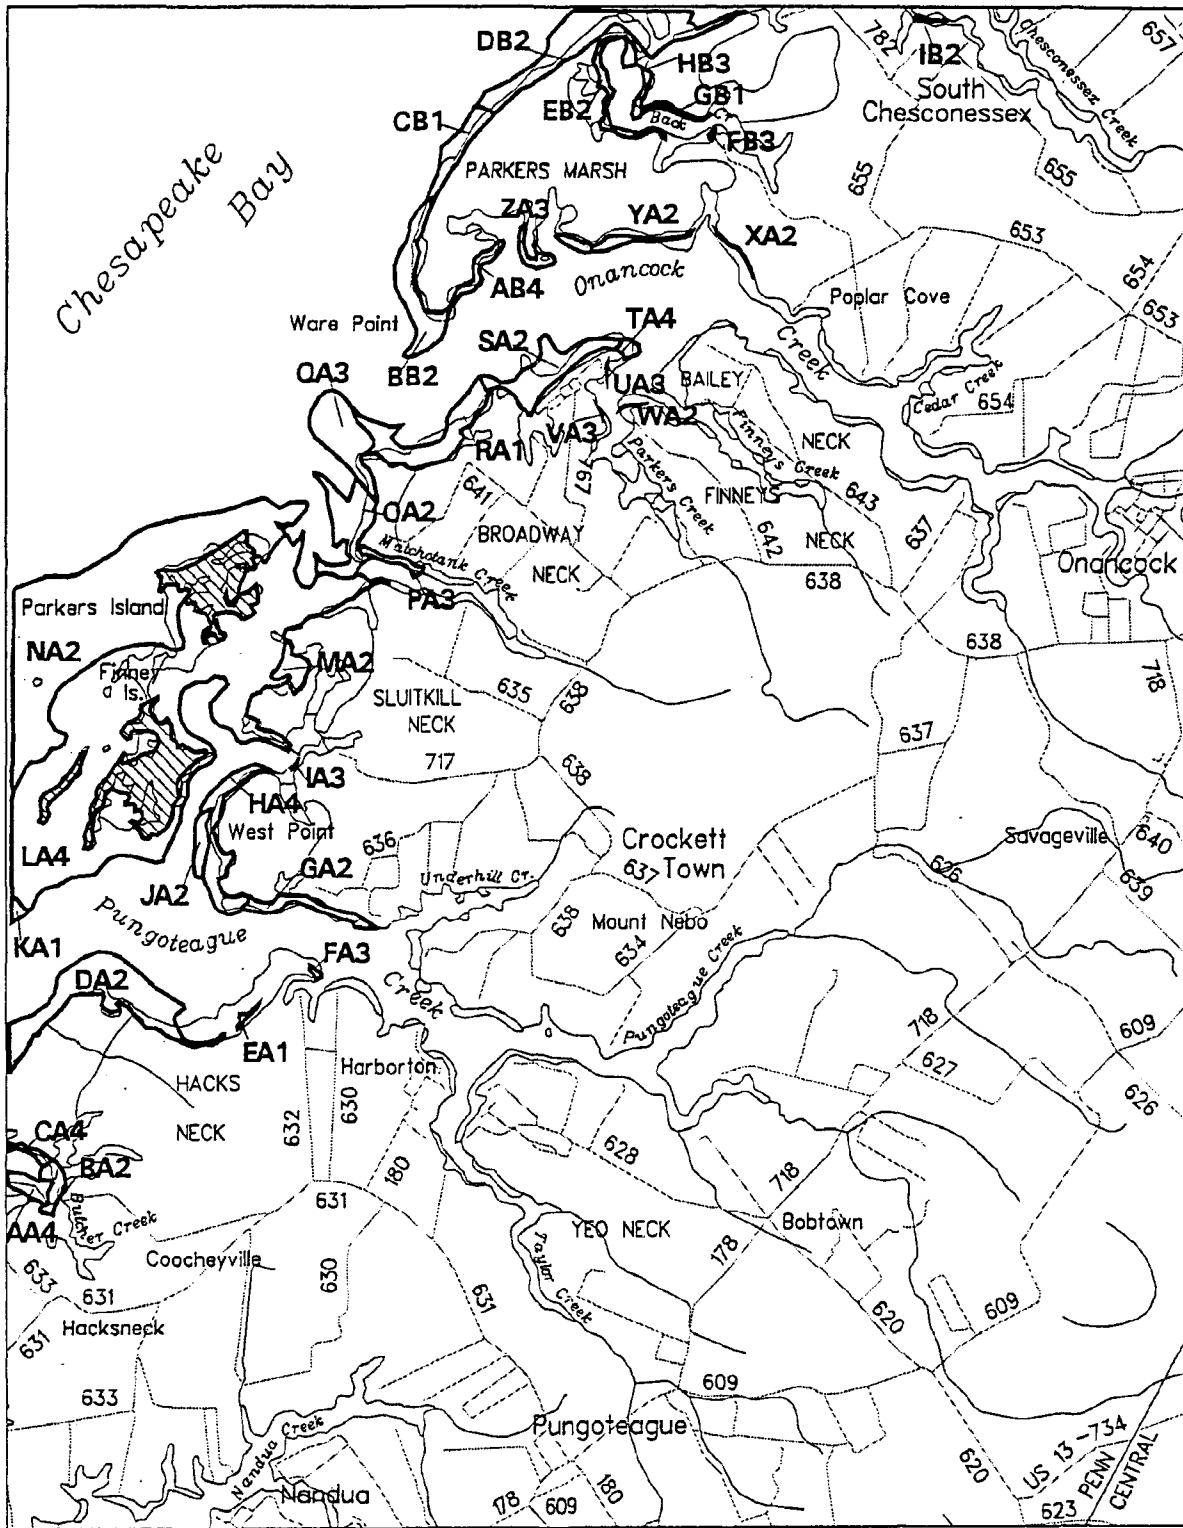 DB2
782
657
HB3
IB2
Chesconessex
Creek
South
Chesconessex
GB1
EB2
CB1
Back
Cr
FB3
Chesapeake
Bay
PARKERS MARSH
655
655
ZA3
YA2
XA2
653
654
AB4
Onancock
Poplar Cove
653
Ware Point
TA4
SA2
Creek
BB2
UA3
BAILEY
Cedar Creek
654
WA2
VA3
RA1
Finney's Creek
NECK
767
Parkers Creek
641
FINNEYS
643
OA2
BROADWAY
642
NECK
637
Matchotank Creek
NECK
638
Onancock
PA3
Parkers Island
638
NA2
MA2
718
Finney
Is.
SLUITKILL
NECK
635
638
637
717
638
IA3
HA4
West Point
636
Crockett
Town
637
Savageville
640
LA4
GA2
Underhill Cr.
626
639
JA2
Pungoteague
638
Mount Nebo
634
KA1
FA3
Pungoteague Creek
DA2
Creek
718
609
EA1
627
HACKS
Harborton
626
632
630
NECK
CA4
BA2
628
180
718
631
AA4
Butcher Creek
YEO NECK
Bobtown
Coocheyville
178
Taylor Creek
633
631
630
631
609
620
631
Hacksneck
633
609
Pungoteague
Nandua Creek
US 13-734
620
PENN
CENTRAL
Nandua
178
609
180
623